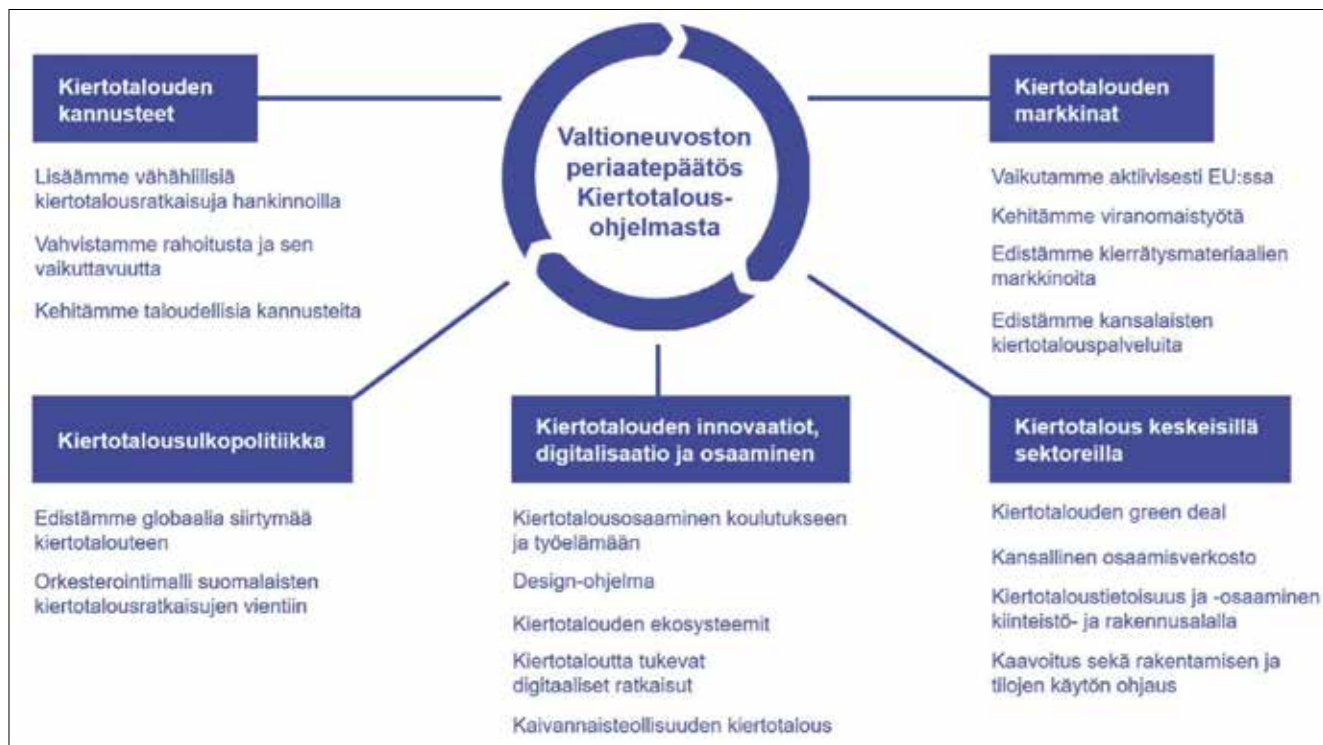 Valtioneuvoston
periaatepäätös
Kiertotalous-
ohjelmasta
Kiertotalouden
kannusteet
Lisäämme vähähiilisiä
kiertotalousratkaisuja hankinnoilla
Vahvistamme rahoitusta ja sen
vaikuttavuutta
Kehitämme taloudellisia kannusteita
Kiertotalouden
markkinat
Vaikutamme aktiivisesti EU:ssa
Kehitämme viranomaistyötä
Edistämme kierrätysmateriaalien
markkinoita
Edistämme kansalaisten
kiertotalouspalveluita
Kiertotalousulkopolitiikka
Edistämme globaalia siirtymää
kiertotalouteen
Orkesterointimalli suomalaisten
kiertotalousratkaisujen vientiin
Kiertotalouden innovaatiot,
digitalisaatio ja osaaminen
Kiertotalousosaaminen koulutukseen
ja työelämään
Design-ohjelma
Kiertotalouden ekosysteemit
Kiertotaloutta tukevat
digitaaliset ratkaisut
Kaivannaisteollisuuden kiertotalous
Kiertotalous keskeisillä
sektoreilla
Kiertotalouden green deal
Kansallinen osaamisverkosto
Kiertotaloustietoisuus ja -osaaminen
kiinteistö- ja rakennusalalla
Kaavoitus sekä rakentamisen ja
tilojen käytön ohjaus